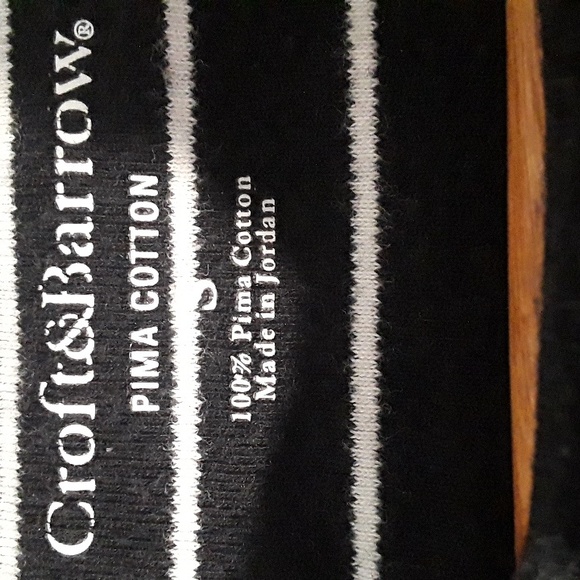 Croft&Barrow®
PIMA COTTON
100% Pima Cotton
Made in Jordan